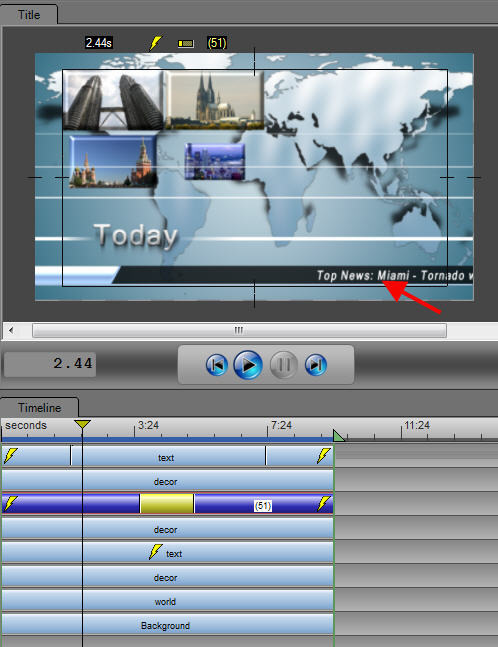 Title
2.44s (51)
Today
Top News: Miami - Tornado w
2.44
Timeline
seconds 3:24 7:24 11:24
text
decor
(51)
decor
text
decor
world
Background